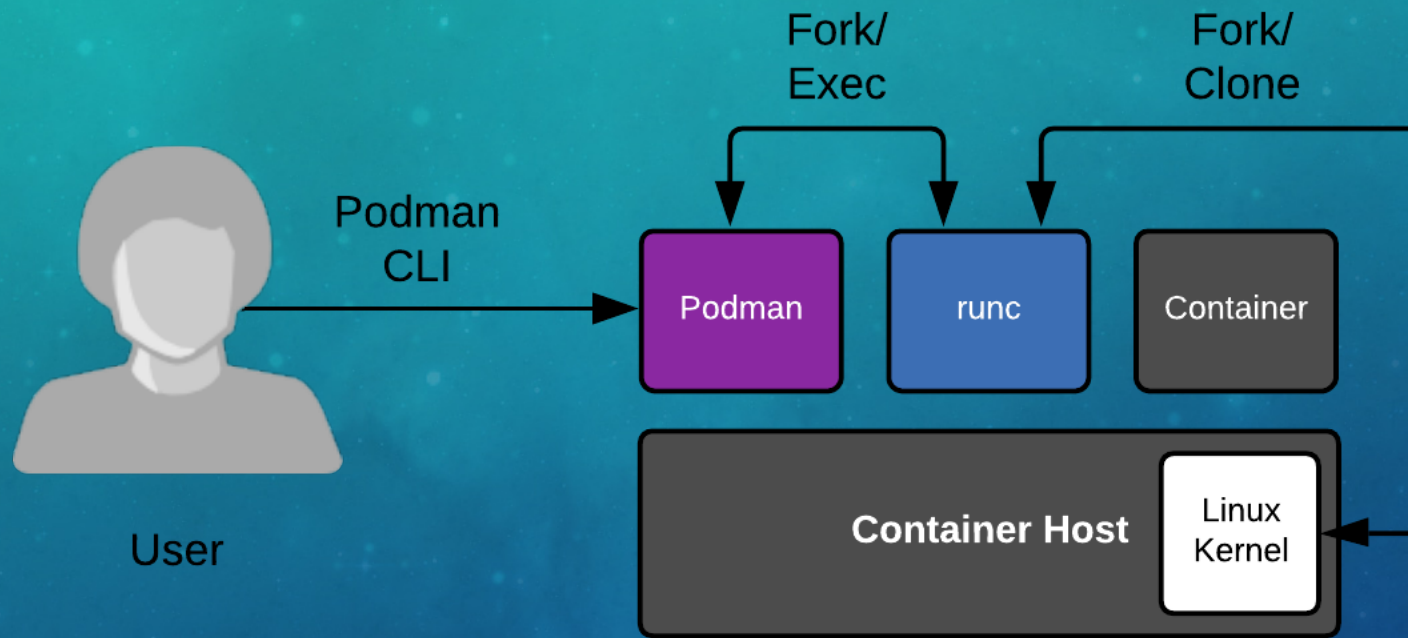 Fork/
Exec
Fork/
Clone
Podman
CLI
Podman
runc
Container
Container Host
Linux
Kernel
User